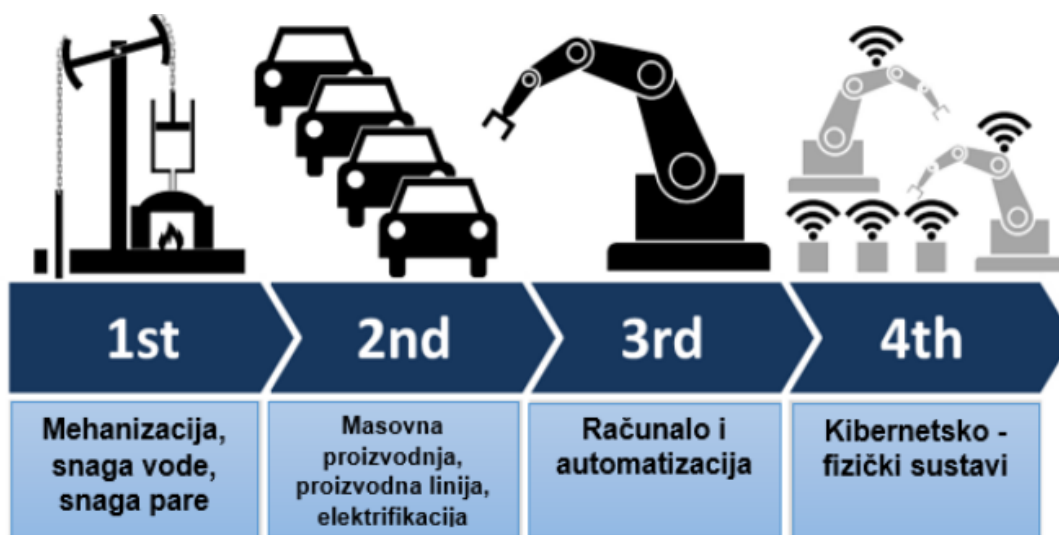 1st
2nd
3rd
4th
Mehanizacija,
snaga vode,
snaga pare
Masovna
proizvodnja,
proizvodna linija,
elektrifikacija
Računalo i
automatizacija
Kibernetsko -
fizički sustavi